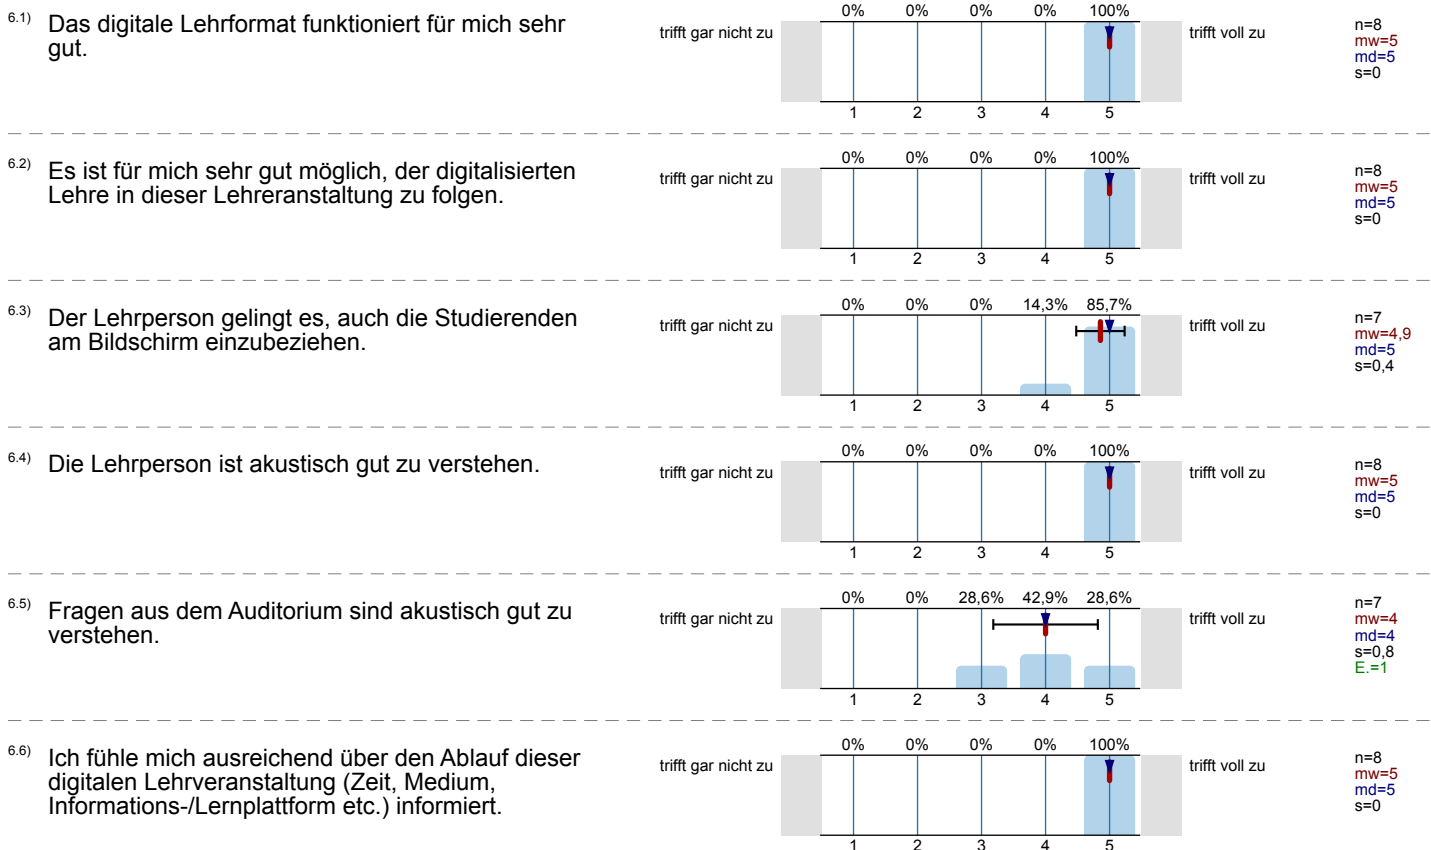 6.1) Das digitale Lehrformat funktioniert für mich sehr
gut.
trifft gar nicht zu
0% 0% 0% 0% 100%
1 2 3 4 5
trifft voll zu
n=8
mw=5
md=5
s=0
6.2) Es ist für mich sehr gut möglich, der digitalisierten
Lehre in dieser Lehreranstaltung zu folgen.
trifft gar nicht zu
0% 0% 0% 0% 100%
1 2 3 4 5
trifft voll zu
n=8
mw=5
md=5
s=0
6.3) Der Lehrperson gelingt es, auch die Studierenden
am Bildschirm einzubeziehen.
trifft gar nicht zu
0% 0% 0% 14,3% 85,7%
1 2 3 4 5
trifft voll zu
n=7
mw=4,9
md=5
s=0,4
6.4) Die Lehrperson ist akustisch gut zu verstehen.
trifft gar nicht zu
0% 0% 0% 0% 100%
1 2 3 4 5
trifft voll zu
n=8
mw=5
md=5
s=0
6.5) Fragen aus dem Auditorium sind akustisch gut zu
verstehen.
trifft gar nicht zu
0% 0% 28,6% 42,9% 28,6%
1 2 3 4 5
trifft voll zu
n=7
mw=4
md=4
s=0,8
E.=1
6.6) Ich fühle mich ausreichend über den Ablauf dieser
digitalen Lehrveranstaltung (Zeit, Medium,
Informations-/Lernplattform etc.) informiert.
trifft gar nicht zu
0% 0% 0% 0% 100%
1 2 3 4 5
trifft voll zu
n=8
mw=5
md=5
s=0